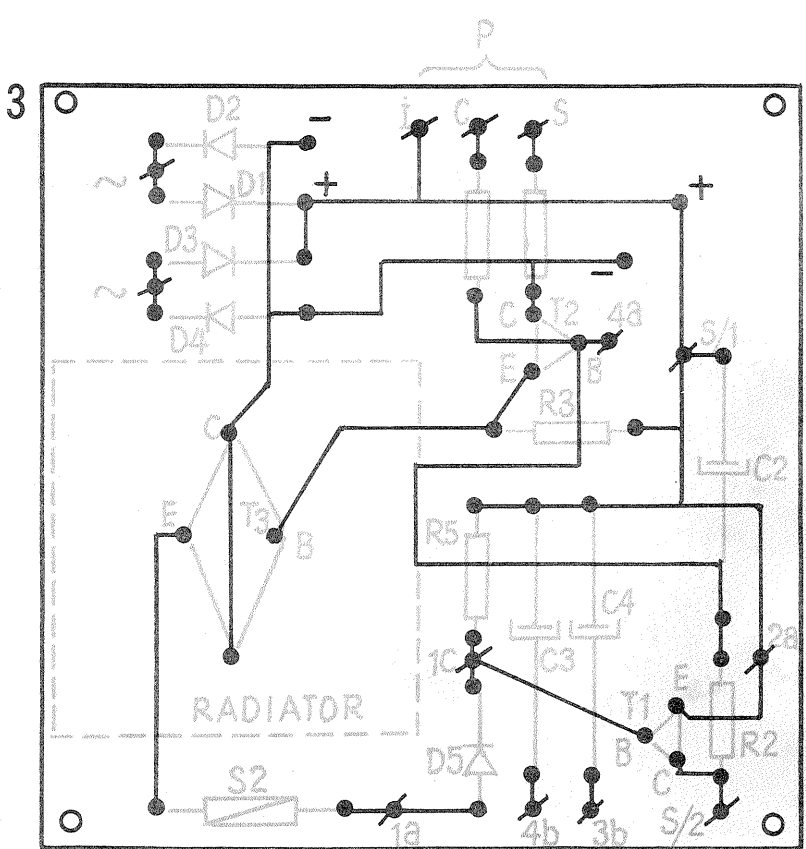 P
3
D2 - i C S
~ D1 + +
D3
~ -
D4 C T2 4a S/1
E B
R3
C C2
E T3 B R5
C4
1C C3 2a
RADIATOR T1 E
B R2
D5 C
S2
1a 4b 3b S/2